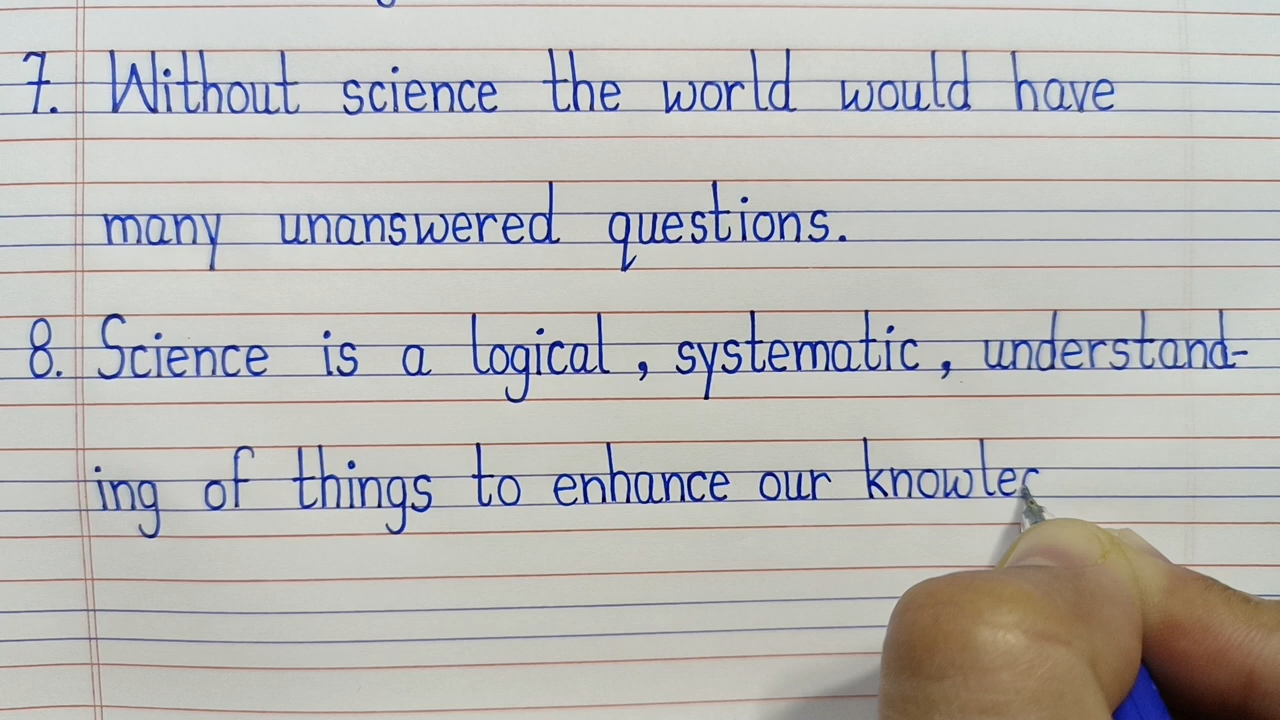 7. Without science the world would have
many unanswered questions.
8. Science is a logical, systematic, understand-
ing of things to enhance our knowle